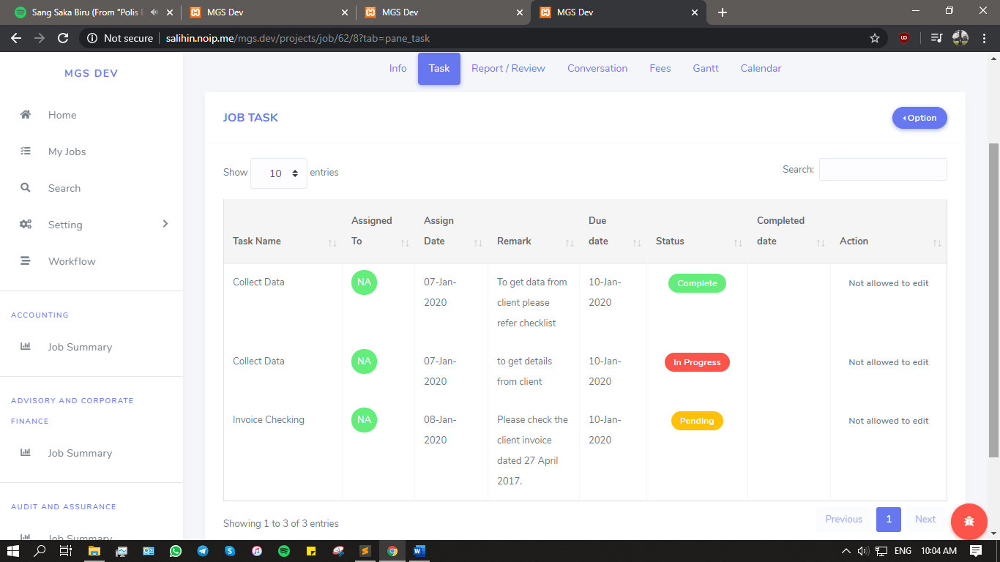 Sang Saka Biru (From "Polis E
MGS Dev
MGS Dev
MGS Dev
Not secure
salihin.noip.me/mgs.dev/projects/job/62/8?tab=pane_task
MGS DEV
Home
My Jobs
Search
Setting
Workflow
ACCOUNTING
Job Summary
ADVISORY AND CORPORATE
FINANCE
Job Summary
AUDIT AND ASSURANCE
Job Summary
Info
Task
Report / Review
Conversation
Fees
Gantt
Calendar
JOB TASK
Option
Show 10 entries
Search:
Task Name
Assigned
To
Assign
Date
Remark
Due
date
Status
Completed
date
Action
Collect Data
NA
07-Jan-
2020
To get data from
client please
refer checklist
10-Jan-
2020
Complete
Not allowed to edit
Collect Data
NA
07-Jan-
2020
to get details
from client
10-Jan-
2020
In Progress
Not allowed to edit
Invoice Checking
NA
08-Jan-
2020
Please check the
client invoice
dated 27 April
2017.
10-Jan-
2020
Pending
Not allowed to edit
Showing 1 to 3 of 3 entries
Previous
1
Next
ENG
10:04 AM